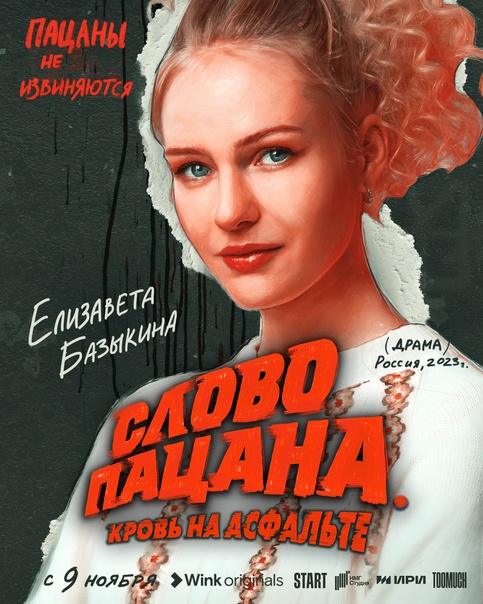 ПАЦАНЫ
НЕ
ИЗВИНЯЮТСЯ
ЕЛИЗАВЕТА
БАЗЫКИНА
(ДРАМА)
РОССИЯ, 2023г.
СЛОВО
ПАЦАНА.
КРОВЬ НА АСФАЛЬТЕ
С 9 НОЯБРЯ Wink originals START НМГ Студия ИРИ TOOMUCH